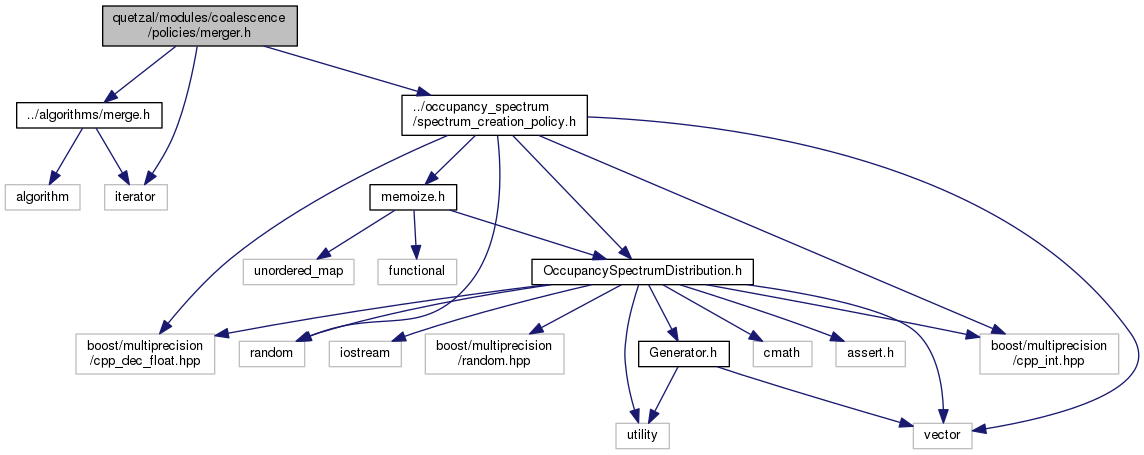 quetzal/modules/coalescence
/policies/merger.h
../algorithms/merge.h
../occupancy_spectrum
/spectrum_creation_policy.h
algorithm
iterator
memoize.h
unordered_map
functional
OccupancySpectrumDistribution.h
boost/multiprecision
/cpp_dec_float.hpp
random
iostream
boost/multiprecision
/random.hpp
Generator.h
cmath
assert.h
boost/multiprecision
/cpp_int.hpp
utility
vector